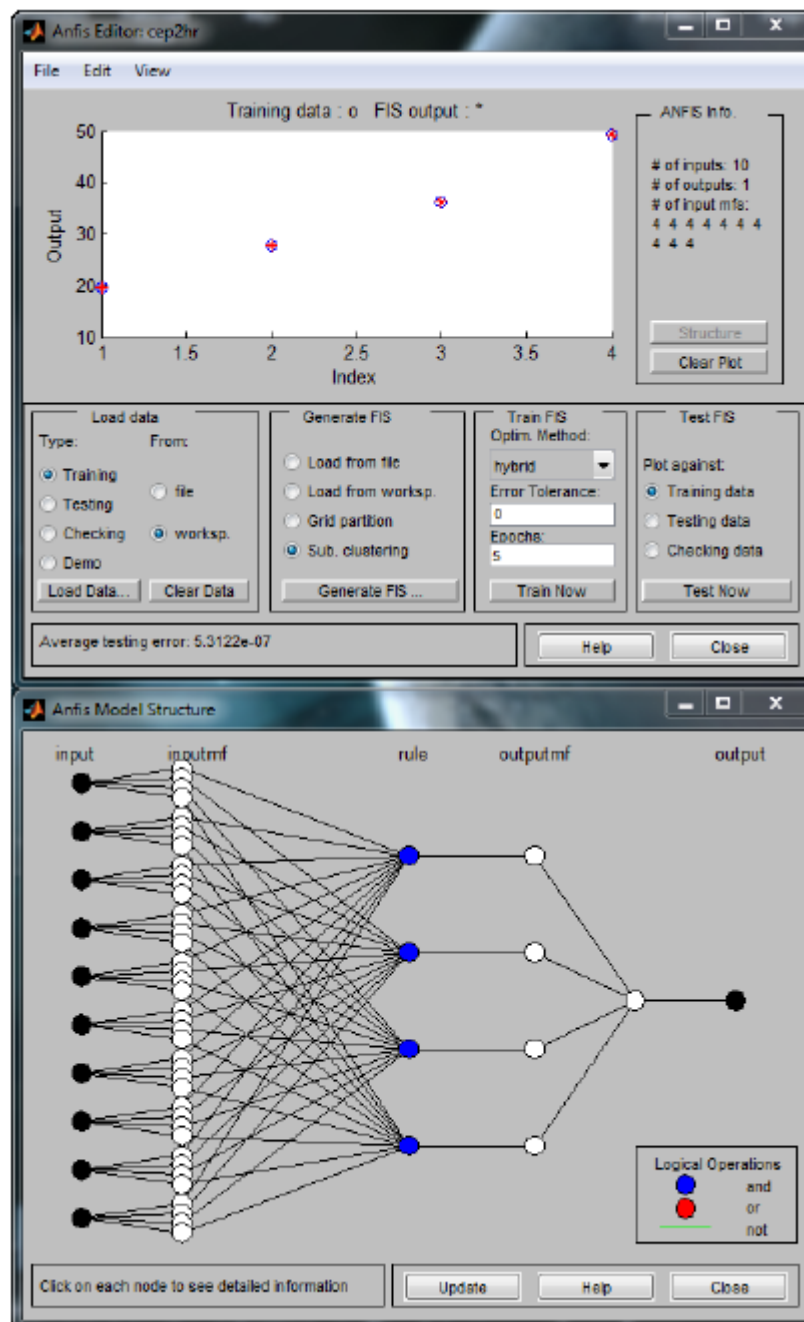 Anfis Editor: cep2hr
File Edit View
Training data : o FIS output : *
ANFIS Info.
50
40
30
20
10
Output
1 1.5 2 2.5 3 3.5 4
Index
# of inputs: 10
# of outputs: 1
# of input mfs:
4 4 4 4 4 4 4
4 4 4
Structure
Clear Plot
Load data
Type: From:
Training
Testing
Checking
Demo
file
worksp.
Load Data... Clear Data
Generate FIS
Load from file
Load from worksp.
Grid partition
Sub. clustering
Generate FIS ...
Train FIS
Optim. Method:
hybrid
Error Tolerance:
0
Epochs:
5
Train Now
Test FIS
Plot against:
Training data
Testing data
Checking data
Test Now
Average testing error: 5.3122e-07
Help Close
Anfis Model Structure
input inputmf rule outputmf output
Logical Operations
and
or
not
Click on each node to see detailed information
Update Help Close